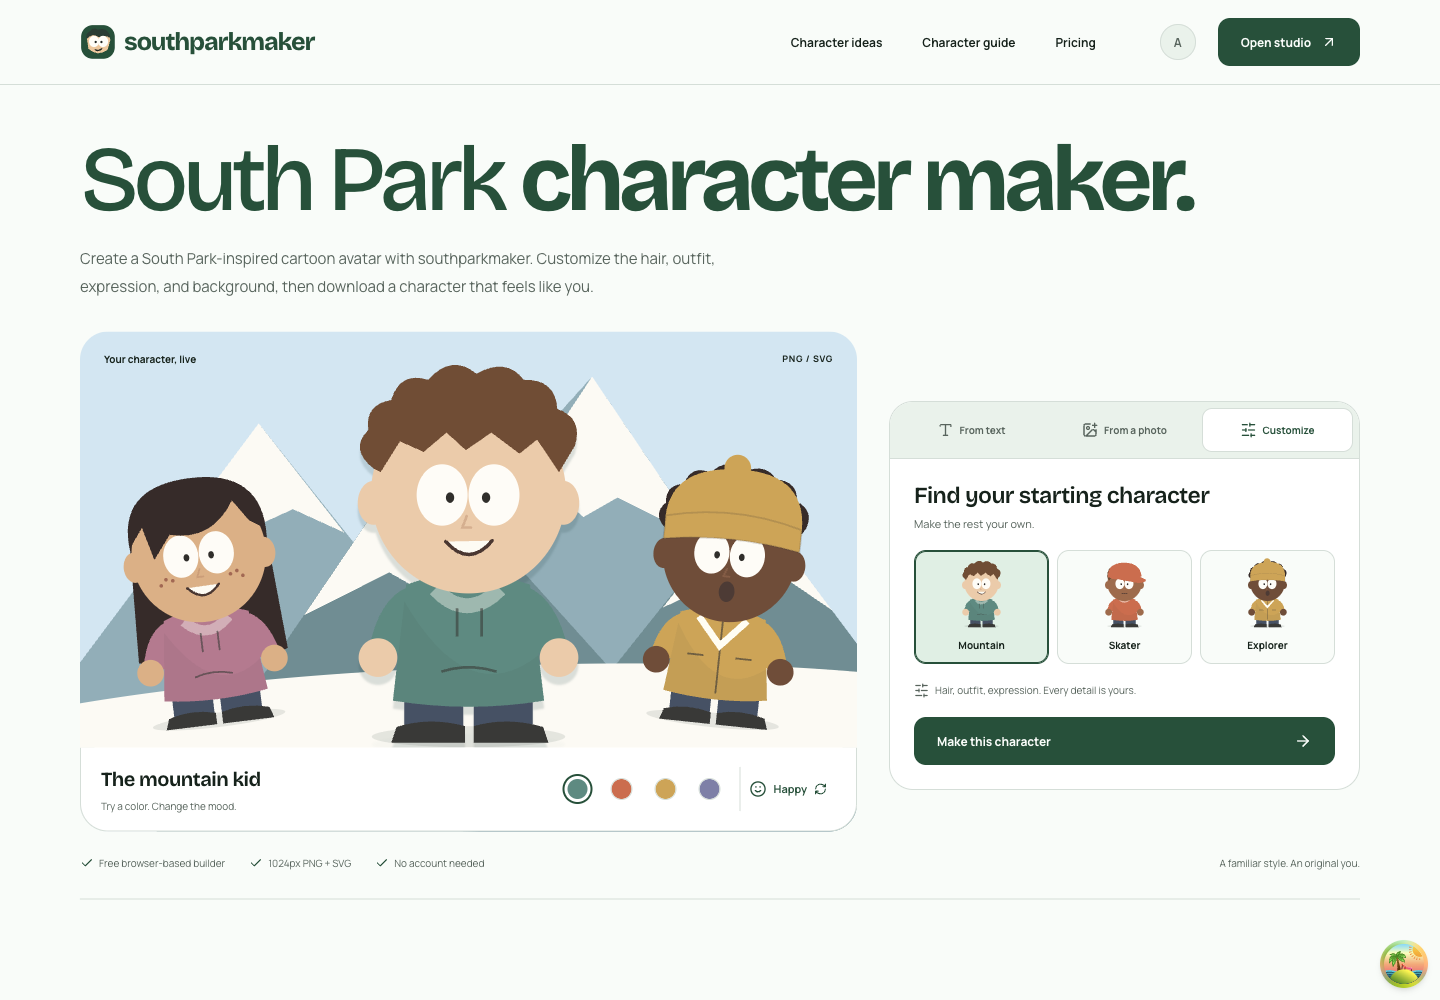 southparkmaker
Character ideas
Character guide
Pricing
A
Open studio
South Park character maker.
Create a South Park-inspired cartoon avatar with southparkmaker. Customize the hair, outfit,
expression, and background, then download a character that feels like you.
Your character, live
PNG / SVG
From text
From a photo
Customize
Find your starting character
Make the rest your own.
Mountain
Skater
Explorer
Hair, outfit, expression. Every detail is yours.
Make this character
The mountain kid
Try a color. Change the mood.
Happy
Free browser-based builder
1024px PNG + SVG
No account needed
A familiar style. An original you.